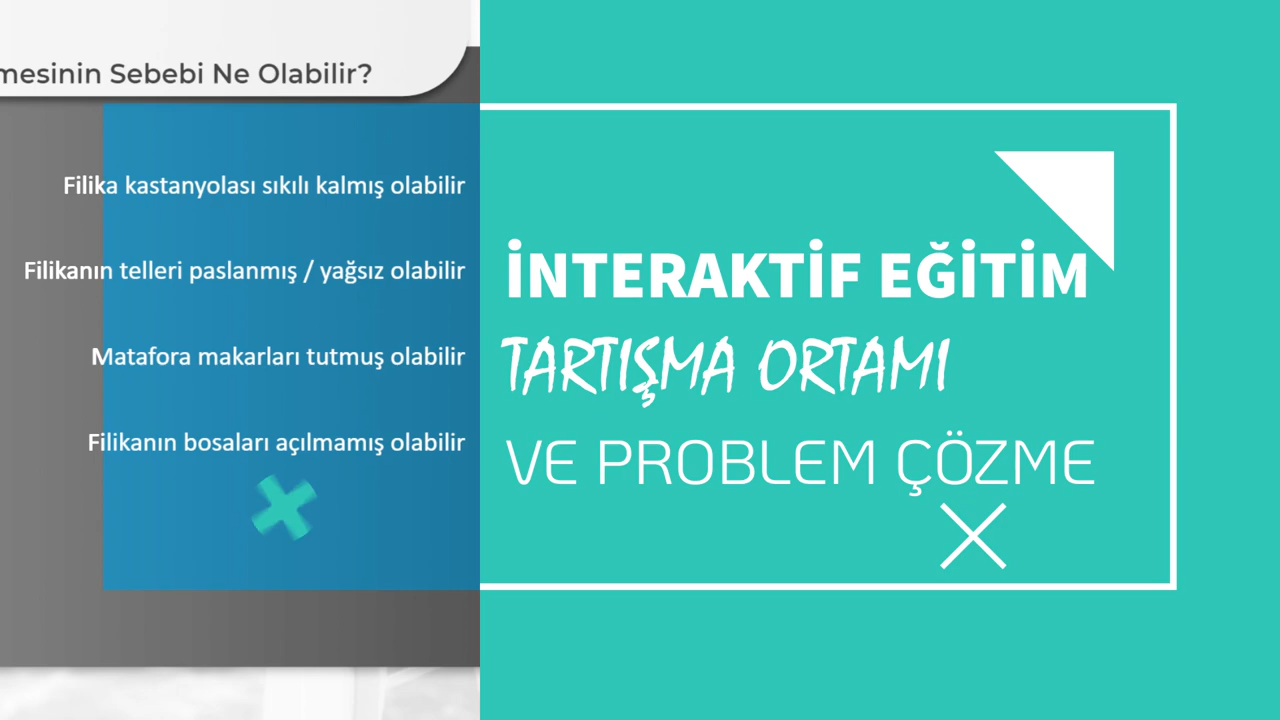 mesinin Sebebi Ne Olabilir?
Filika kastanyolası sıkılı kalmış olabilir
Filikanın telleri paslanmış / yağsız olabilir
Matafora makarları tutmuş olabilir
Filikanın bosaları açılmamış olabilir
İNTERAKTİF EĞİTİM
TARTIŞMA ORTAMI
VE PROBLEM ÇÖZME